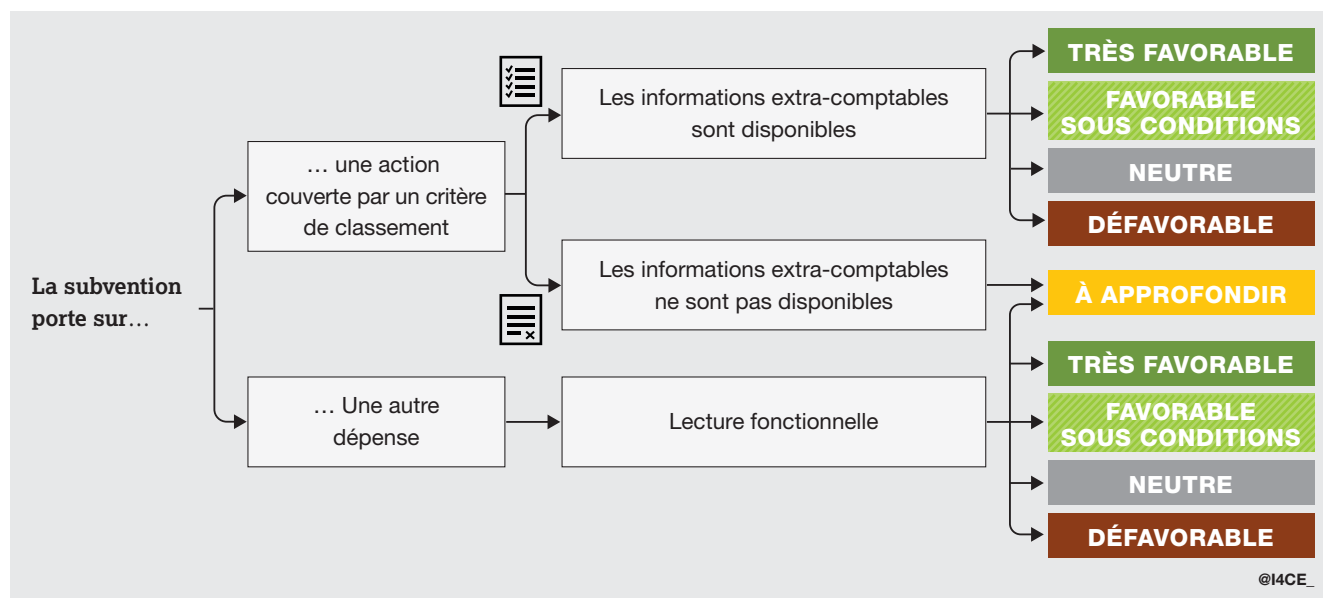 La subvention
porte sur…
… une action
couverte par un critère
de classement
… Une autre
dépense
Les informations extra-comptables
sont disponibles
Les informations extra-comptables
ne sont pas disponibles
Lecture fonctionnelle
TRÈS FAVORABLE
FAVORABLE
SOUS CONDITIONS
NEUTRE
DÉFAVORABLE
À APPROFONDIR
TRÈS FAVORABLE
FAVORABLE
SOUS CONDITIONS
NEUTRE
DÉFAVORABLE
@I4CE_